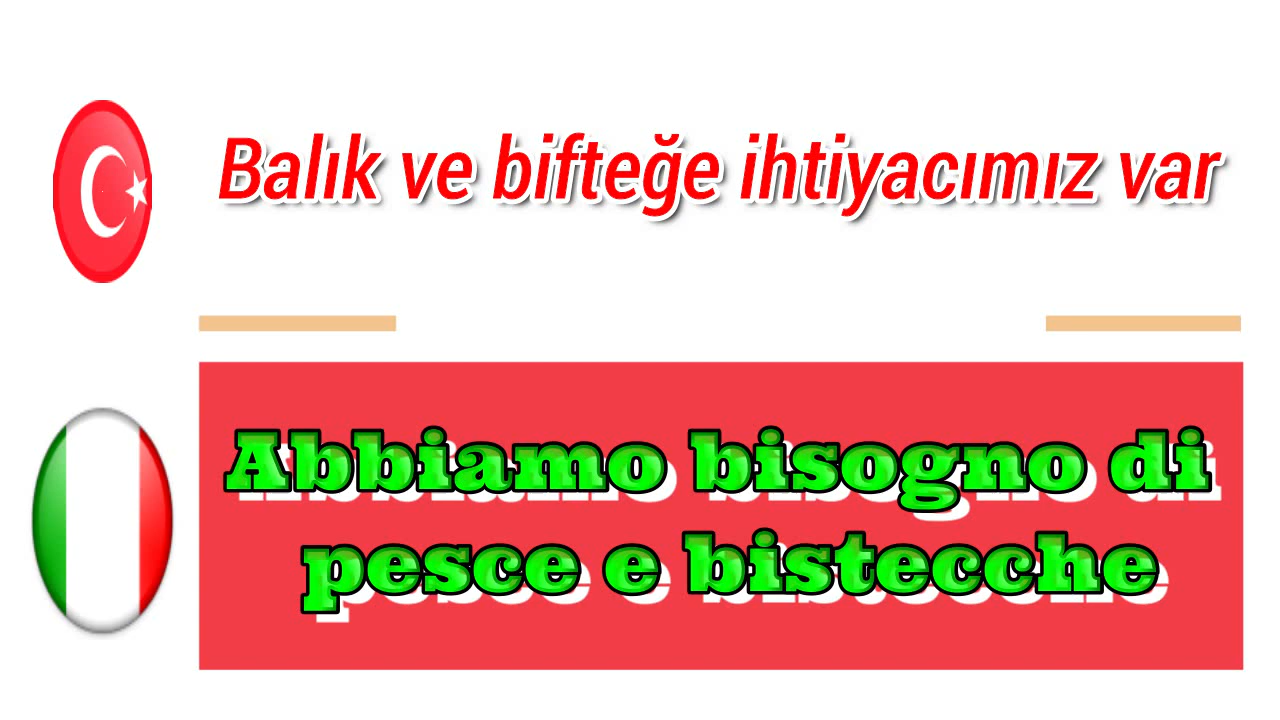 Balık ve bifteğe ihtiyacımız var
Abbiamo bisogno di
pesce e bistecche